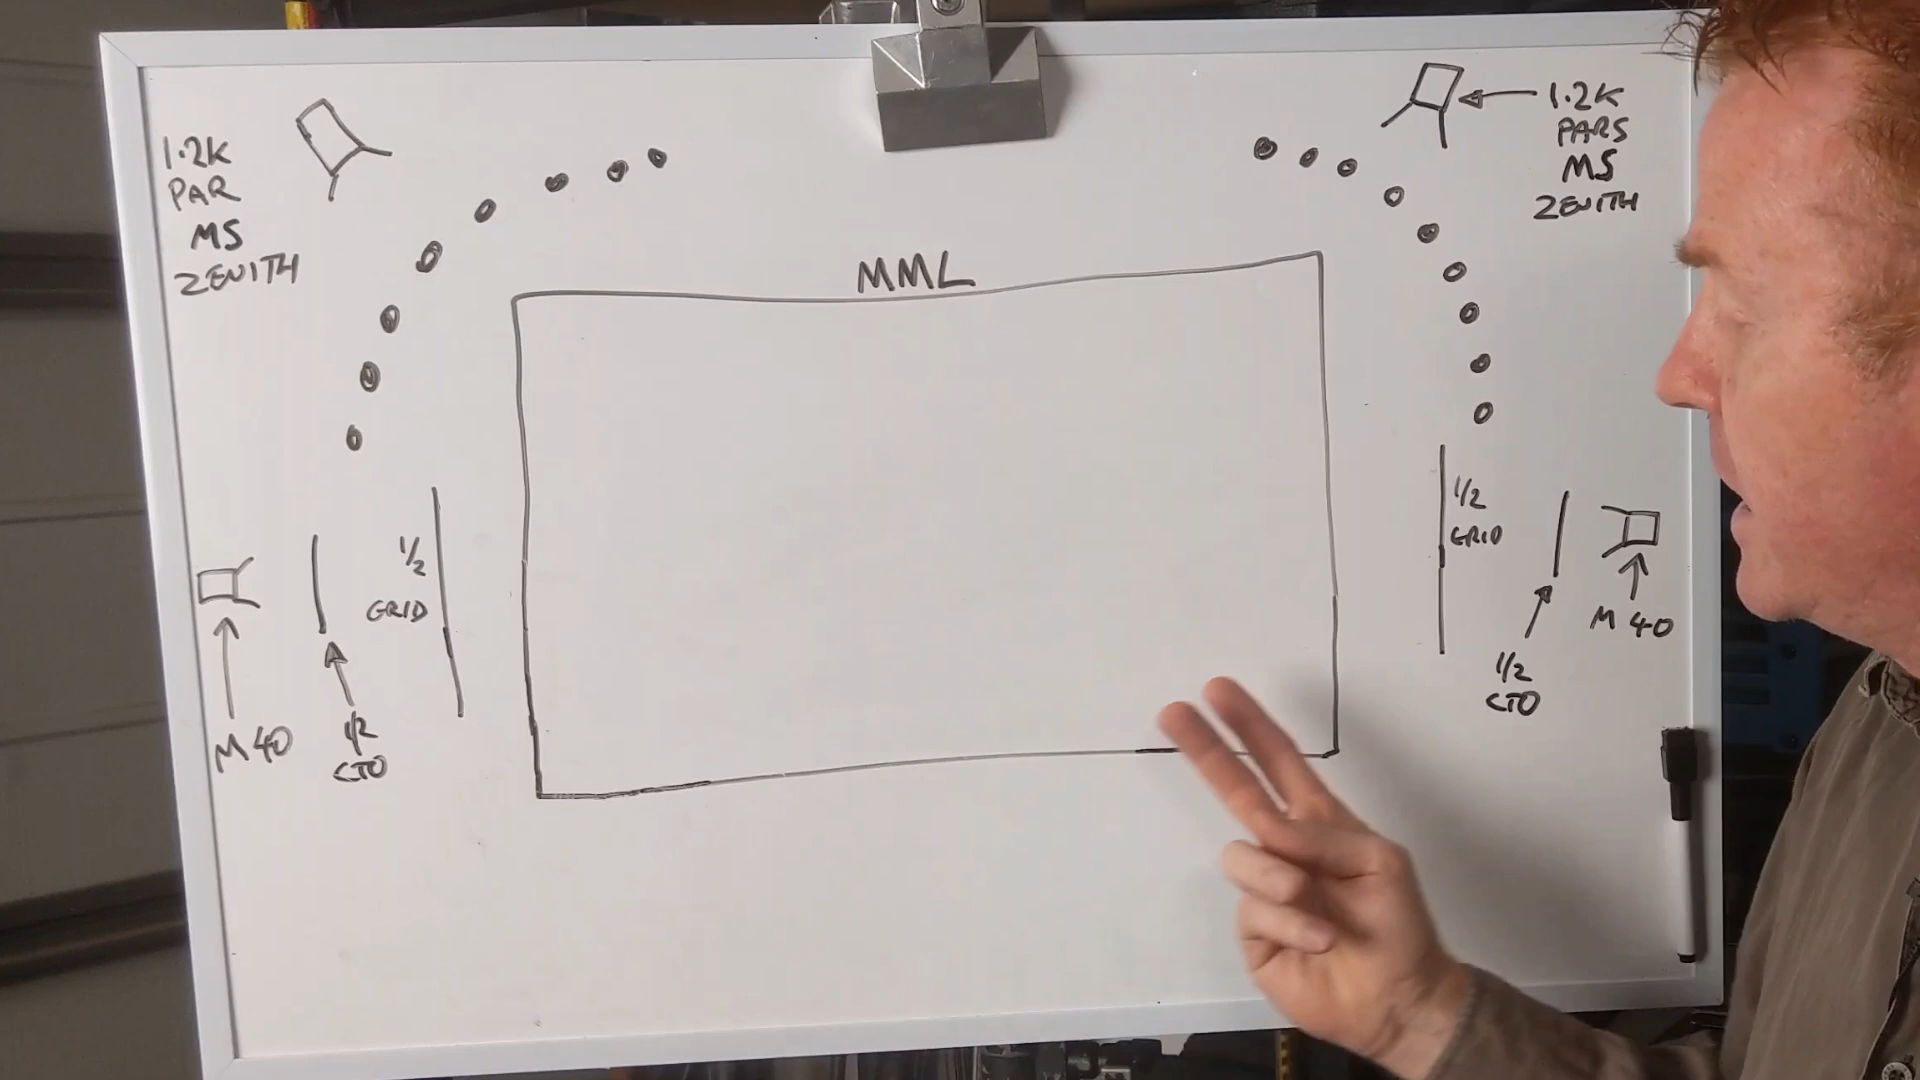 1.2K
PAR
MS
ZENITH
MML
1.2K
PARS
MS
ZENITH
1/2
GRID
M 40
1/2
CTO
1/2
GRID
M 40
1/2
CTO